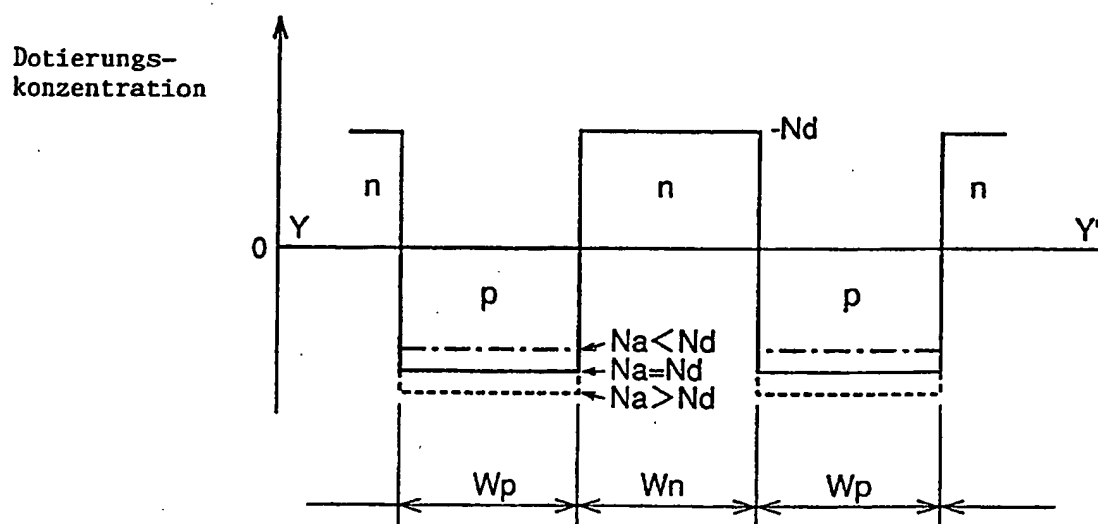 Dotierungs-
konzentration
-Nd
n
n
n
Y
Y'
0
p
p
Na<Nd
Na=Nd
Na>Nd
Wp
Wn
Wp